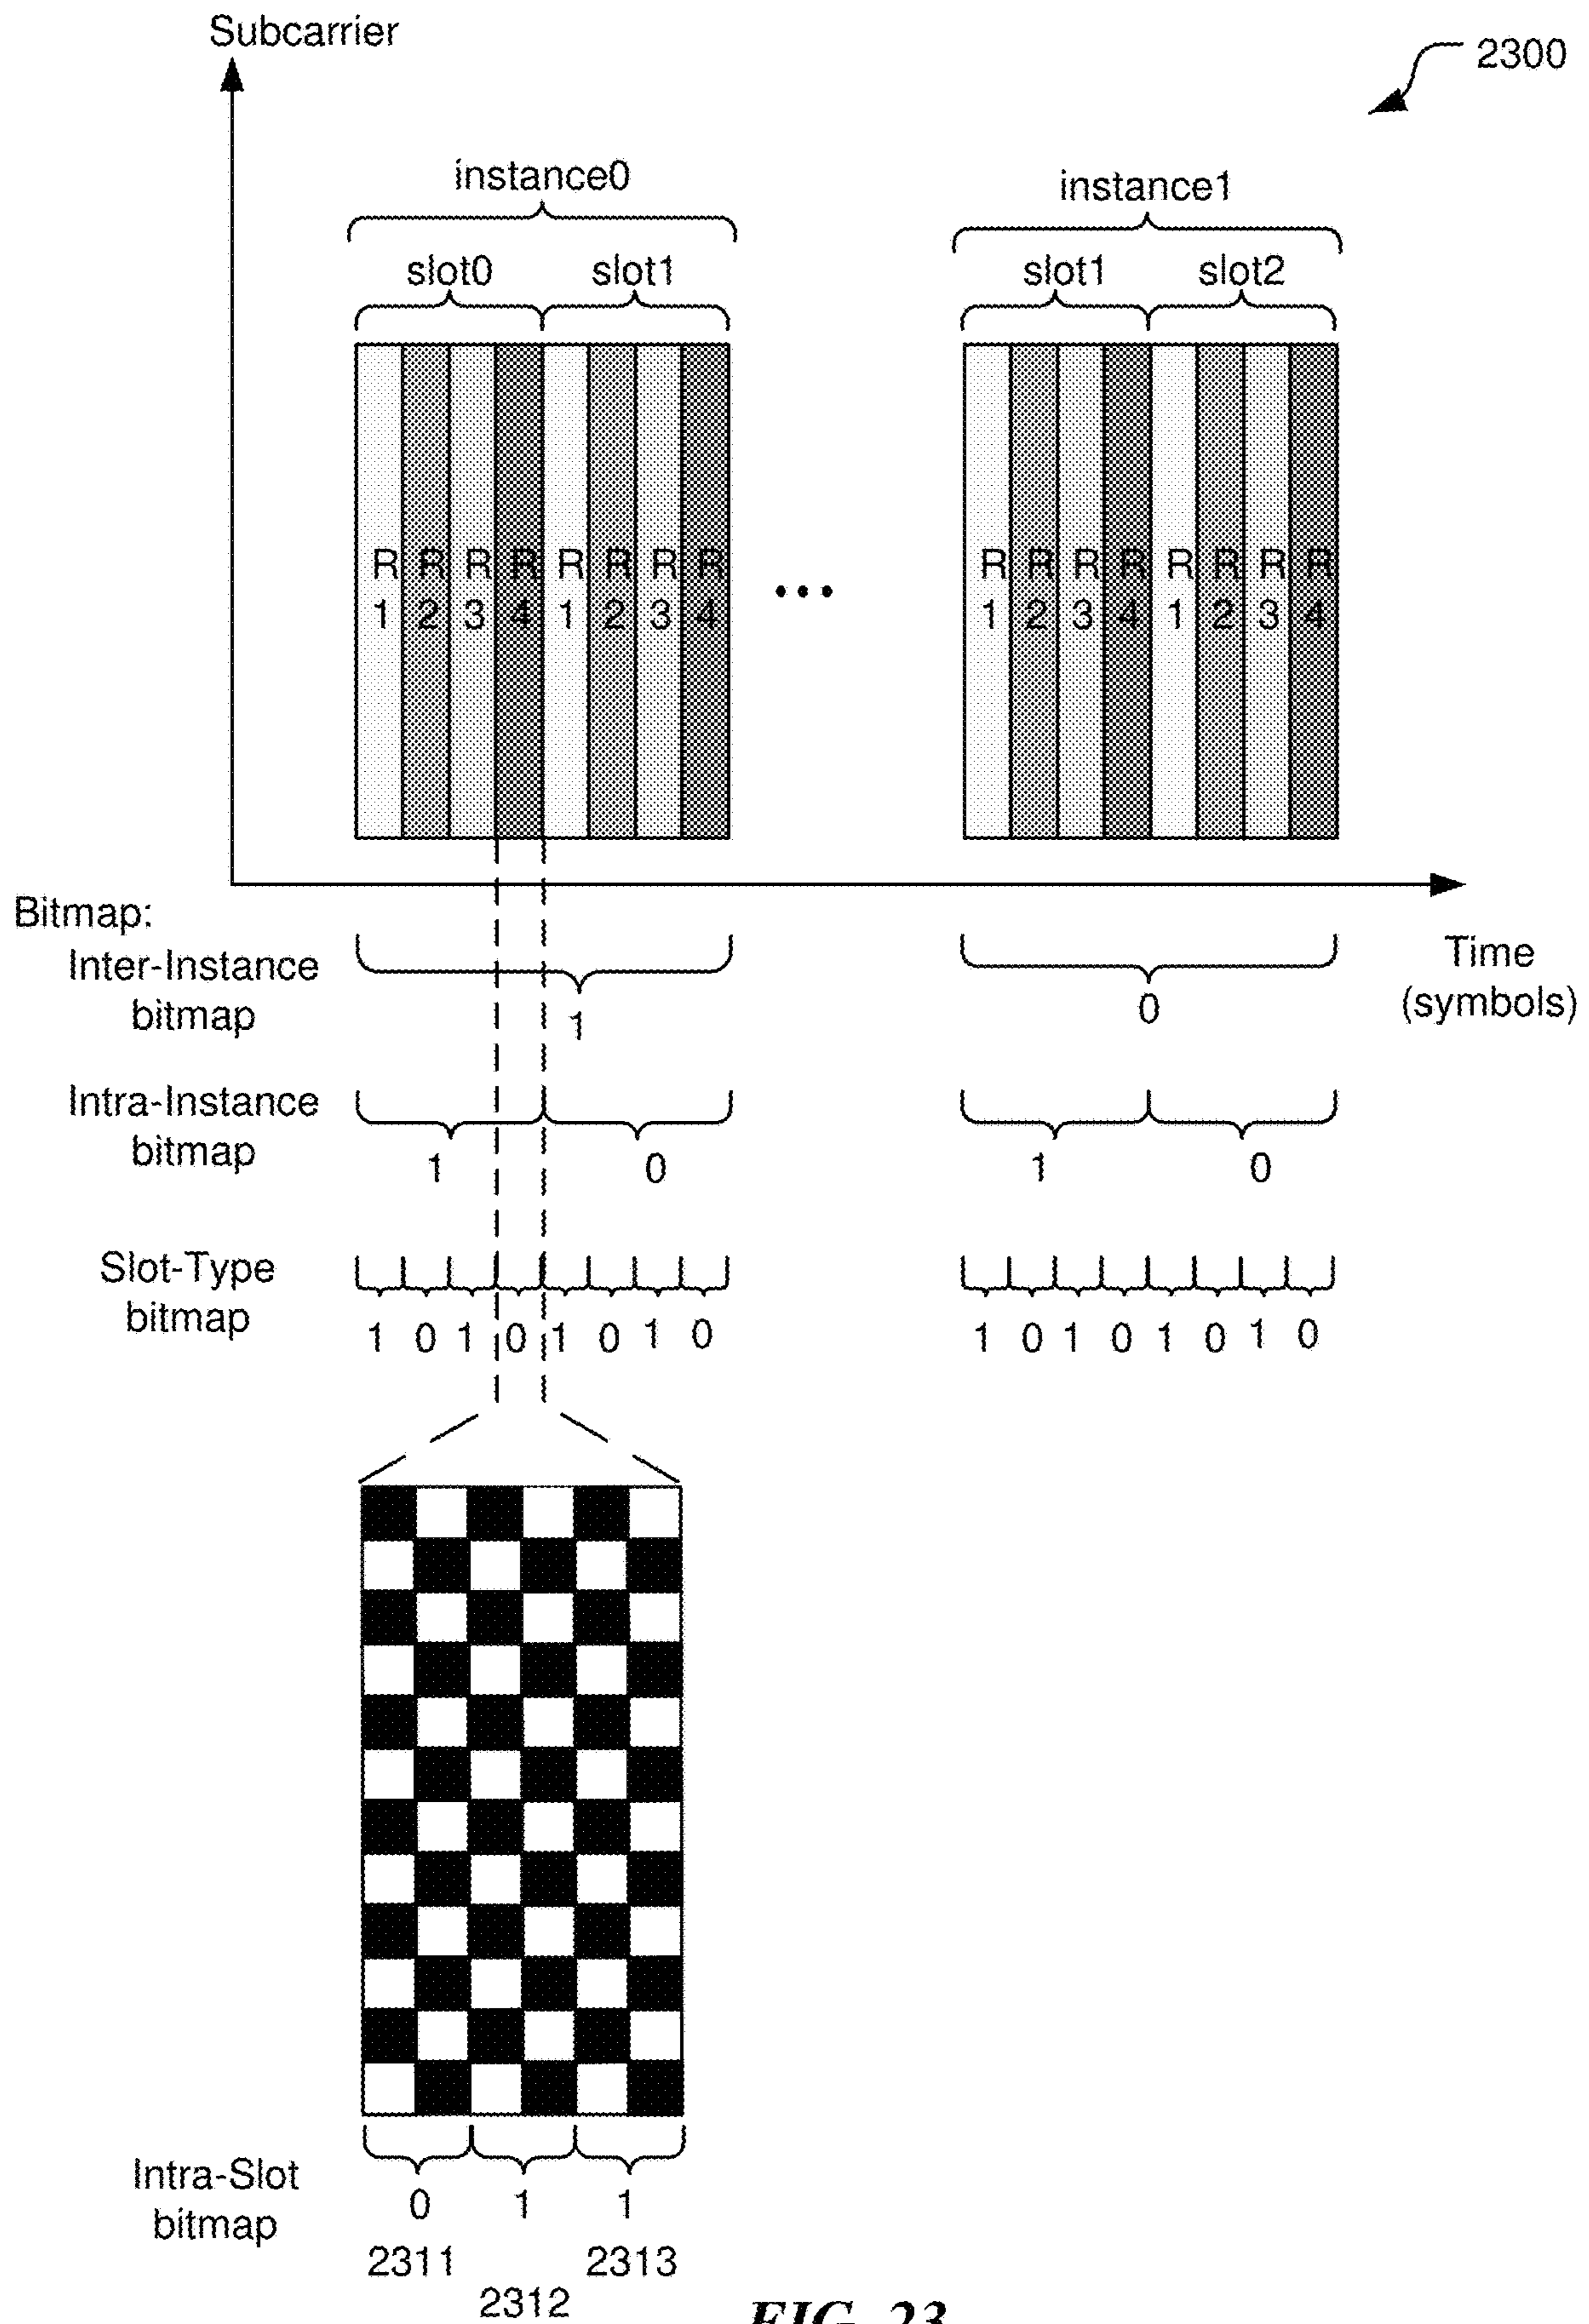 Subcarrier
2300
instance0
instance1
slot0 slot1
slot1 slot2
R R R R R R R R
1 2 3 4 1 2 3 4
...
R R R R R R R R
1 2 3 4 1 2 3 4
Bitmap:
Inter-Instance
bitmap
1
0
Time
(symbols)
Intra-Instance
bitmap
1 0
1 0
Slot-Type
bitmap
1 0 1 0 1 0 1 0
1 0 1 0 1 0 1 0
Intra-Slot
bitmap
0 1 1
2311 2313
2312
FIG. 23